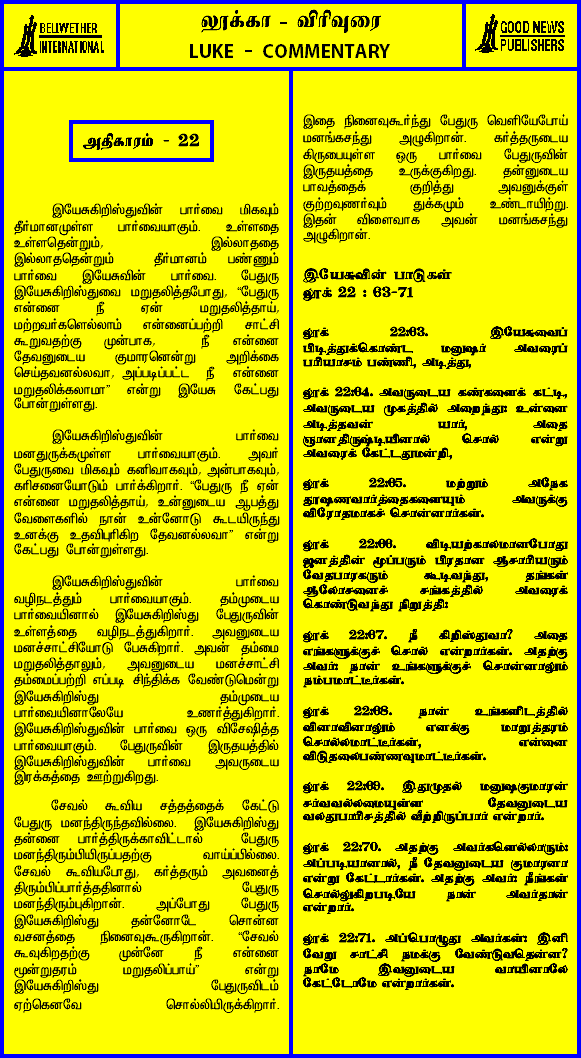 BELWETHER
INTERNATIONAL
லூக்கா - விரிவுரை
LUKE - COMMENTARY
GOOD NEWS
PUBLISHERS
அதிகாரம் - 22
இயேசுகிறிஸ்துவின் பார்வை மிகவும்
தீர்மானமுள்ள பார்வையாகும். உள்ளதை
உள்ளதென்றும், இல்லாததை
இல்லாததென்றும் தீர்மானம் பண்ணும்
பார்வை இயேசுவின் பார்வை. பேதுரு
இயேசுகிறிஸ்துவை மறுதலித்தபோது, “பேதுரு
என்னை நீ ஏன் மறுதலித்தாய்,
மற்றவர்களெல்லாம் என்னைப்பற்றி சாட்சி
கூறுவதற்கு முன்பாக, நீ என்னை
தேவனுடைய குமாரனென்று அறிக்கை
செய்தவனல்லவா, அப்படிப்பட்ட நீ என்னை
மறுதலிக்கலாமா” என்று இயேசு கேட்பது
போன்றுள்ளது.
இயேசுகிறிஸ்துவின் பார்வை
மனதுருக்கமுள்ள பார்வையாகும். அவர்
பேதுருவை மிகவும் கனிவாகவும், அன்பாகவும்,
கரிசனையோடும் பார்க்கிறார். “பேதுரு நீ ஏன்
என்னை மறுதலித்தாய், உன்னுடைய ஆபத்து
வேளைகளில் நான் உன்னோடு கூடயிருந்து
உனக்கு உதவிபுரிகிற தேவனல்லவா” என்று
கேட்பது போன்றுள்ளது.
இயேசுகிறிஸ்துவின் பார்வை
வழிநடத்தும் பார்வையாகும். தம்முடைய
பார்வையினால் இயேசுகிறிஸ்து பேதுருவின்
உள்ளத்தை வழிநடத்துகிறார். அவனுடைய
மனச்சாட்சியோடு பேசுகிறார். அவன் தம்மை
மறுதலித்தாலும், அவனுடைய மனச்சாட்சி
தம்மைப்பற்றி எப்படி சிந்திக்க வேண்டுமென்று
இயேசுகிறிஸ்து தம்முடைய
பார்வையினாலேயே உணர்த்துகிறார்.
இயேசுகிறிஸ்துவின் பார்வை ஒரு விசேஷித்த
பார்வையாகும். பேதுருவின் இருதயத்தில்
இயேசுகிறிஸ்துவின் பார்வை அவருடைய
இரக்கத்தை ஊற்றுகிறது.
சேவல் கூவிய சத்தத்தைக் கேட்டு
பேதுரு மனந்திருந்தவில்லை. இயேசுகிறிஸ்து
தன்னை பார்த்திருக்காவிட்டால் பேதுரு
மனந்திரும்பியிருப்பதற்கு வாய்ப்பில்லை.
சேவல் கூவியபோது, கர்த்தரும் அவனைத்
திரும்பிப்பார்த்ததினால் பேதுரு
மனந்திரும்புகிறான். அப்போது பேதுரு
இயேசுகிறிஸ்து தன்னோடே சொன்ன
வசனத்தை நினைவுகூருகிறான். “சேவல்
கூவுகிறதற்கு முன்னே நீ என்னை
மூன்றுதரம் மறுதலிப்பாய்” என்று
இயேசுகிறிஸ்து பேதுருவிடம்
ஏற்கெனவே சொல்லியிருக்கிறார்.
இதை நினைவுகூர்ந்து பேதுரு வெளியேபோய்
மனங்கசந்து அழுகிறான். கர்த்தருடைய
கிருபையுள்ள ஒரு பார்வை பேதுருவின்
இருதயத்தை உருக்குகிறது. தன்னுடைய
பாவத்தைக் குறித்து அவனுக்குள்
குற்றவுணர்வும் துக்கமும் உண்டாயிற்று.
இதன் விளைவாக அவன் மனங்கசந்து
அழுகிறான்.
இயேசுவின் பாடுகள்
லூக் 22 : 63-71
லூக் 22:63. இயேசுவைப்
பிடித்துக்கொண்ட மனுஷர் அவரைப்
பரியாசம் பண்ணி, அடித்து,
லூக் 22:64. அவருடைய கண்களைக் கட்டி,
அவருடைய முகத்தில் அறைந்து: உன்னை
அடித்தவன் யார், அதை
ஞானதிருஷ்டியினால் சொல் என்று
அவரைக் கேட்டதுமன்றி,
லூக் 22:65. மற்றும் அநேக
தூஷணவார்த்தைகளையும் அவருக்கு
விரோதமாகச் சொன்னார்கள்.
லூக் 22:66. விடியற்காலமானபோது
ஜனத்தின் மூப்பரும் பிரதான ஆசாரியரும்
வேதபாரகரும் கூடிவந்து, தங்கள்
ஆலோசனைச் சங்கத்தில் அவரைக்
கொண்டுவந்து நிறுத்தி:
லூக் 22:67. நீ கிறிஸ்துவா? அதை
எங்களுக்குச் சொல் என்றார்கள். அதற்கு
அவர்: நான் உங்களுக்குச் சொன்னாலும்
நம்பமாட்டீர்கள்.
லூக் 22:68. நான் உங்களிடத்தில்
வினாவினாலும் எனக்கு மாறுத்தரம்
சொல்லமாட்டீர்கள், என்னை
விடுதலைபண்ணவுமாட்டீர்கள்.
லூக் 22:69. இதுமுதல் மனுஷகுமாரன்
சர்வவல்லமையுள்ள தேவனுடைய
வலதுபாரிசத்தில் வீற்றிருப்பார் என்றார்.
லூக் 22:70. அதற்கு அவர்களெல்லாரும்:
அப்படியானால், நீ தேவனுடைய குமாரனா
என்று கேட்டார்கள். அதற்கு அவர்: நீங்கள்
சொல்லுகிறபடியே நான் அவர்தான்
என்றார்.
லூக் 22:71. அப்பொழுது அவர்கள்: இனி
வேறு சாட்சி நமக்கு வேண்டுவதென்ன?
நாமே இவனுடைய வாயினாலே
கேட்டோமே என்றார்கள்.